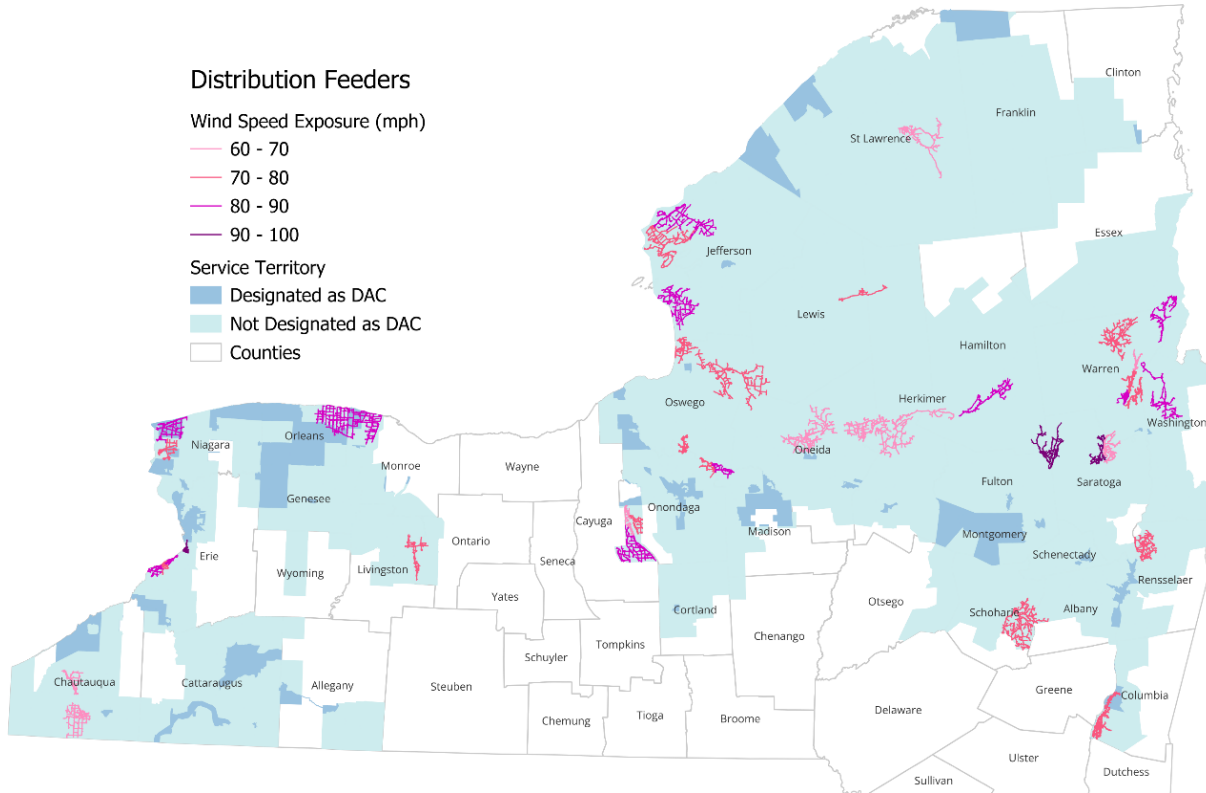 Distribution Feeders
Wind Speed Exposure (mph)
60 - 70
70 - 80
80 - 90
90 - 100
Service Territory
Designated as DAC
Not Designated as DAC
Counties
Clinton
Franklin
St Lawrence
Essex
Jefferson
Lewis
Hamilton
Warren
Herkimer
Oswego
Washington
Oneida
Orleans
Niagara
Monroe
Wayne
Fulton
Saratoga
Genesee
Onondaga
Cayuga
Madison
Montgomery
Ontario
Schenectady
Erie
Seneca
Wyoming
Livingston
Rensselaer
Yates
Otsego
Cortland
Schoharie
Albany
Chenango
Tompkins
Schuyler
Chautauqua
Cattaraugus
Allegany
Steuben
Greene
Columbia
Delaware
Chemung
Tioga
Broome
Ulster
Dutchess
Sullivan